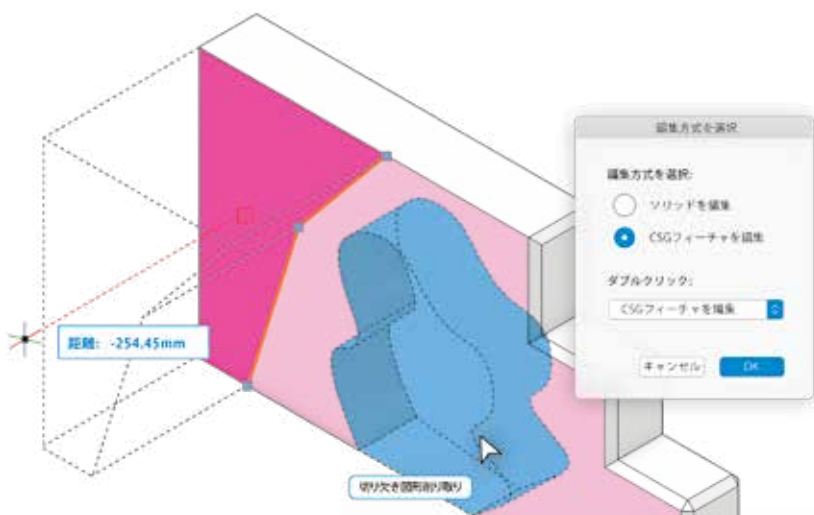 編集方式を選択
編集方式を選択:
ソリッドを編集
CSGフィーチャを編集
ダブルクリック:
CSGフィーチャを編集
キャンセル
OK
距離: -254.45mm
切り欠き図形削り取り